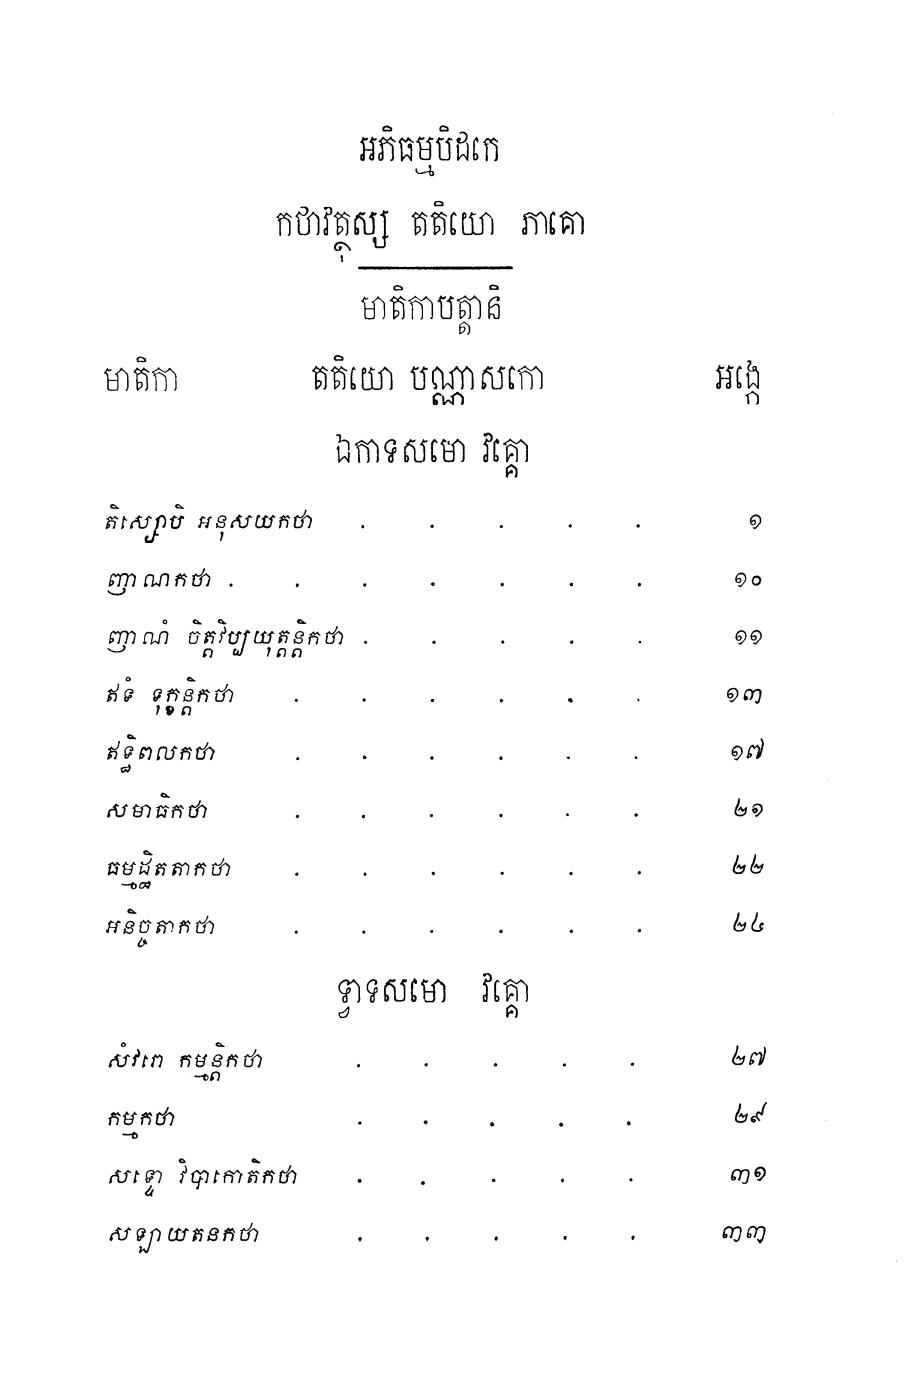 អភិធម្មបិដកេ
កថាវត្ថុស្ស តតិយោ ភាគោ
មាតិកាបត្តានិ
មាតិកា តតិយោ បណ្ណាសកោ អង្កេ
ឯកាទសមោ វគ្គោ
តិស្សោបិ អនុសយកថា . . . . . ១
ញាណកថា . . . . . . . ១០
ញាណំ ចិត្តវិប្បយុត្តន្តិកថា . . . . . ១១
ឥទំ ទុក្ខន្តិកថា . . . . . . ១៣
ឥទ្ធិពលកថា . . . . . . ១៧
សមាធិកថា . . . . . . ២១
ធម្មដ្ឋិតតាកថា . . . . . . ២២
អនិច្ចតាកថា . . . . . . ២៤
ទ្វាទសមោ វគ្គោ
សំវរោ កម្មន្តិកថា . . . . . ២៧
កម្មកថា . . . . . ២៩
សទ្ទោ វិបាកោតិកថា . . . . . ៣១
សឡាយតនកថា . . . . . ៣៣